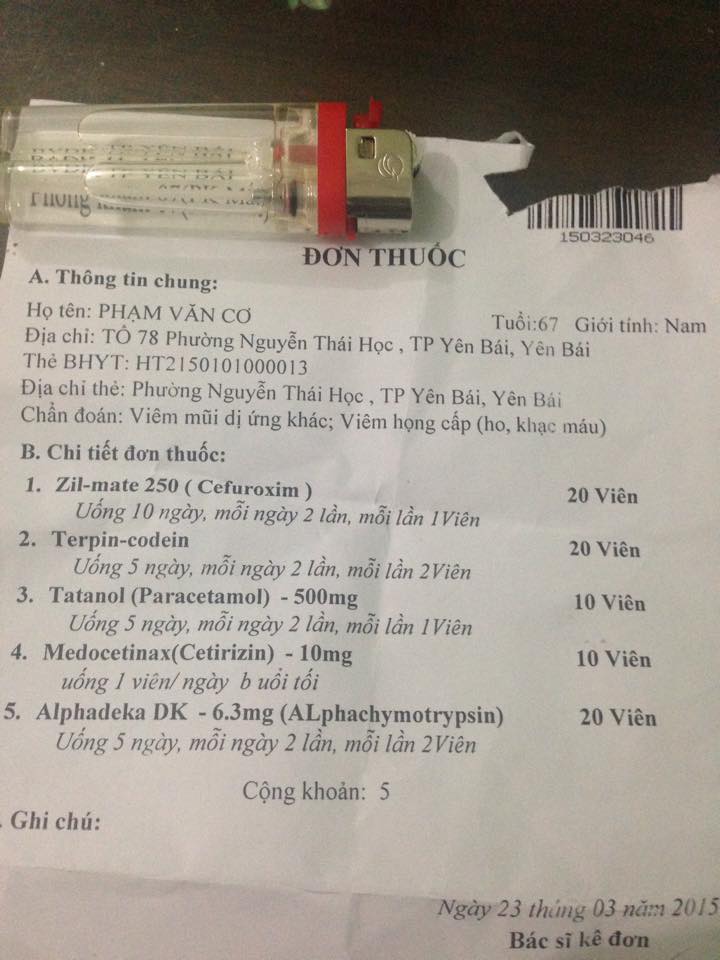 BVĐK TP YÊN BÁI
BVĐK TP YÊN BÁI
Phòng
150323046
ĐƠN THUỐC
A. Thông tin chung:
Họ tên: PHẠM VĂN CƠ Tuổi:67 Giới tính: Nam
Địa chỉ: TỔ 78 Phường Nguyễn Thái Học , TP Yên Bái, Yên Bái
Thẻ BHYT: HT2150101000013
Địa chỉ thẻ: Phường Nguyễn Thái Học , TP Yên Bái, Yên Bái
Chẩn đoán: Viêm mũi dị ứng khác; Viêm họng cấp (ho, khạc máu)
B. Chi tiết đơn thuốc:
1. Zil-mate 250 ( Cefuroxim ) 20 Viên
Uống 10 ngày, mỗi ngày 2 lần, mỗi lần 1Viên
2. Terpin-codein 20 Viên
Uống 5 ngày, mỗi ngày 2 lần, mỗi lần 2Viên
3. Tatanol (Paracetamol) - 500mg 10 Viên
Uống 5 ngày, mỗi ngày 2 lần, mỗi lần 1Viên
4. Medocetinax(Cetirizin) - 10mg 10 Viên
uống 1 viên/ ngày b uổi tối
5. Alphadeka DK - 6.3mg (ALphachymotrypsin) 20 Viên
Uống 5 ngày, mỗi ngày 2 lần, mỗi lần 2Viên
Cộng khoản: 5
. Ghi chú:
Ngày 23 tháng 03 năm 2015
Bác sĩ kê đơn